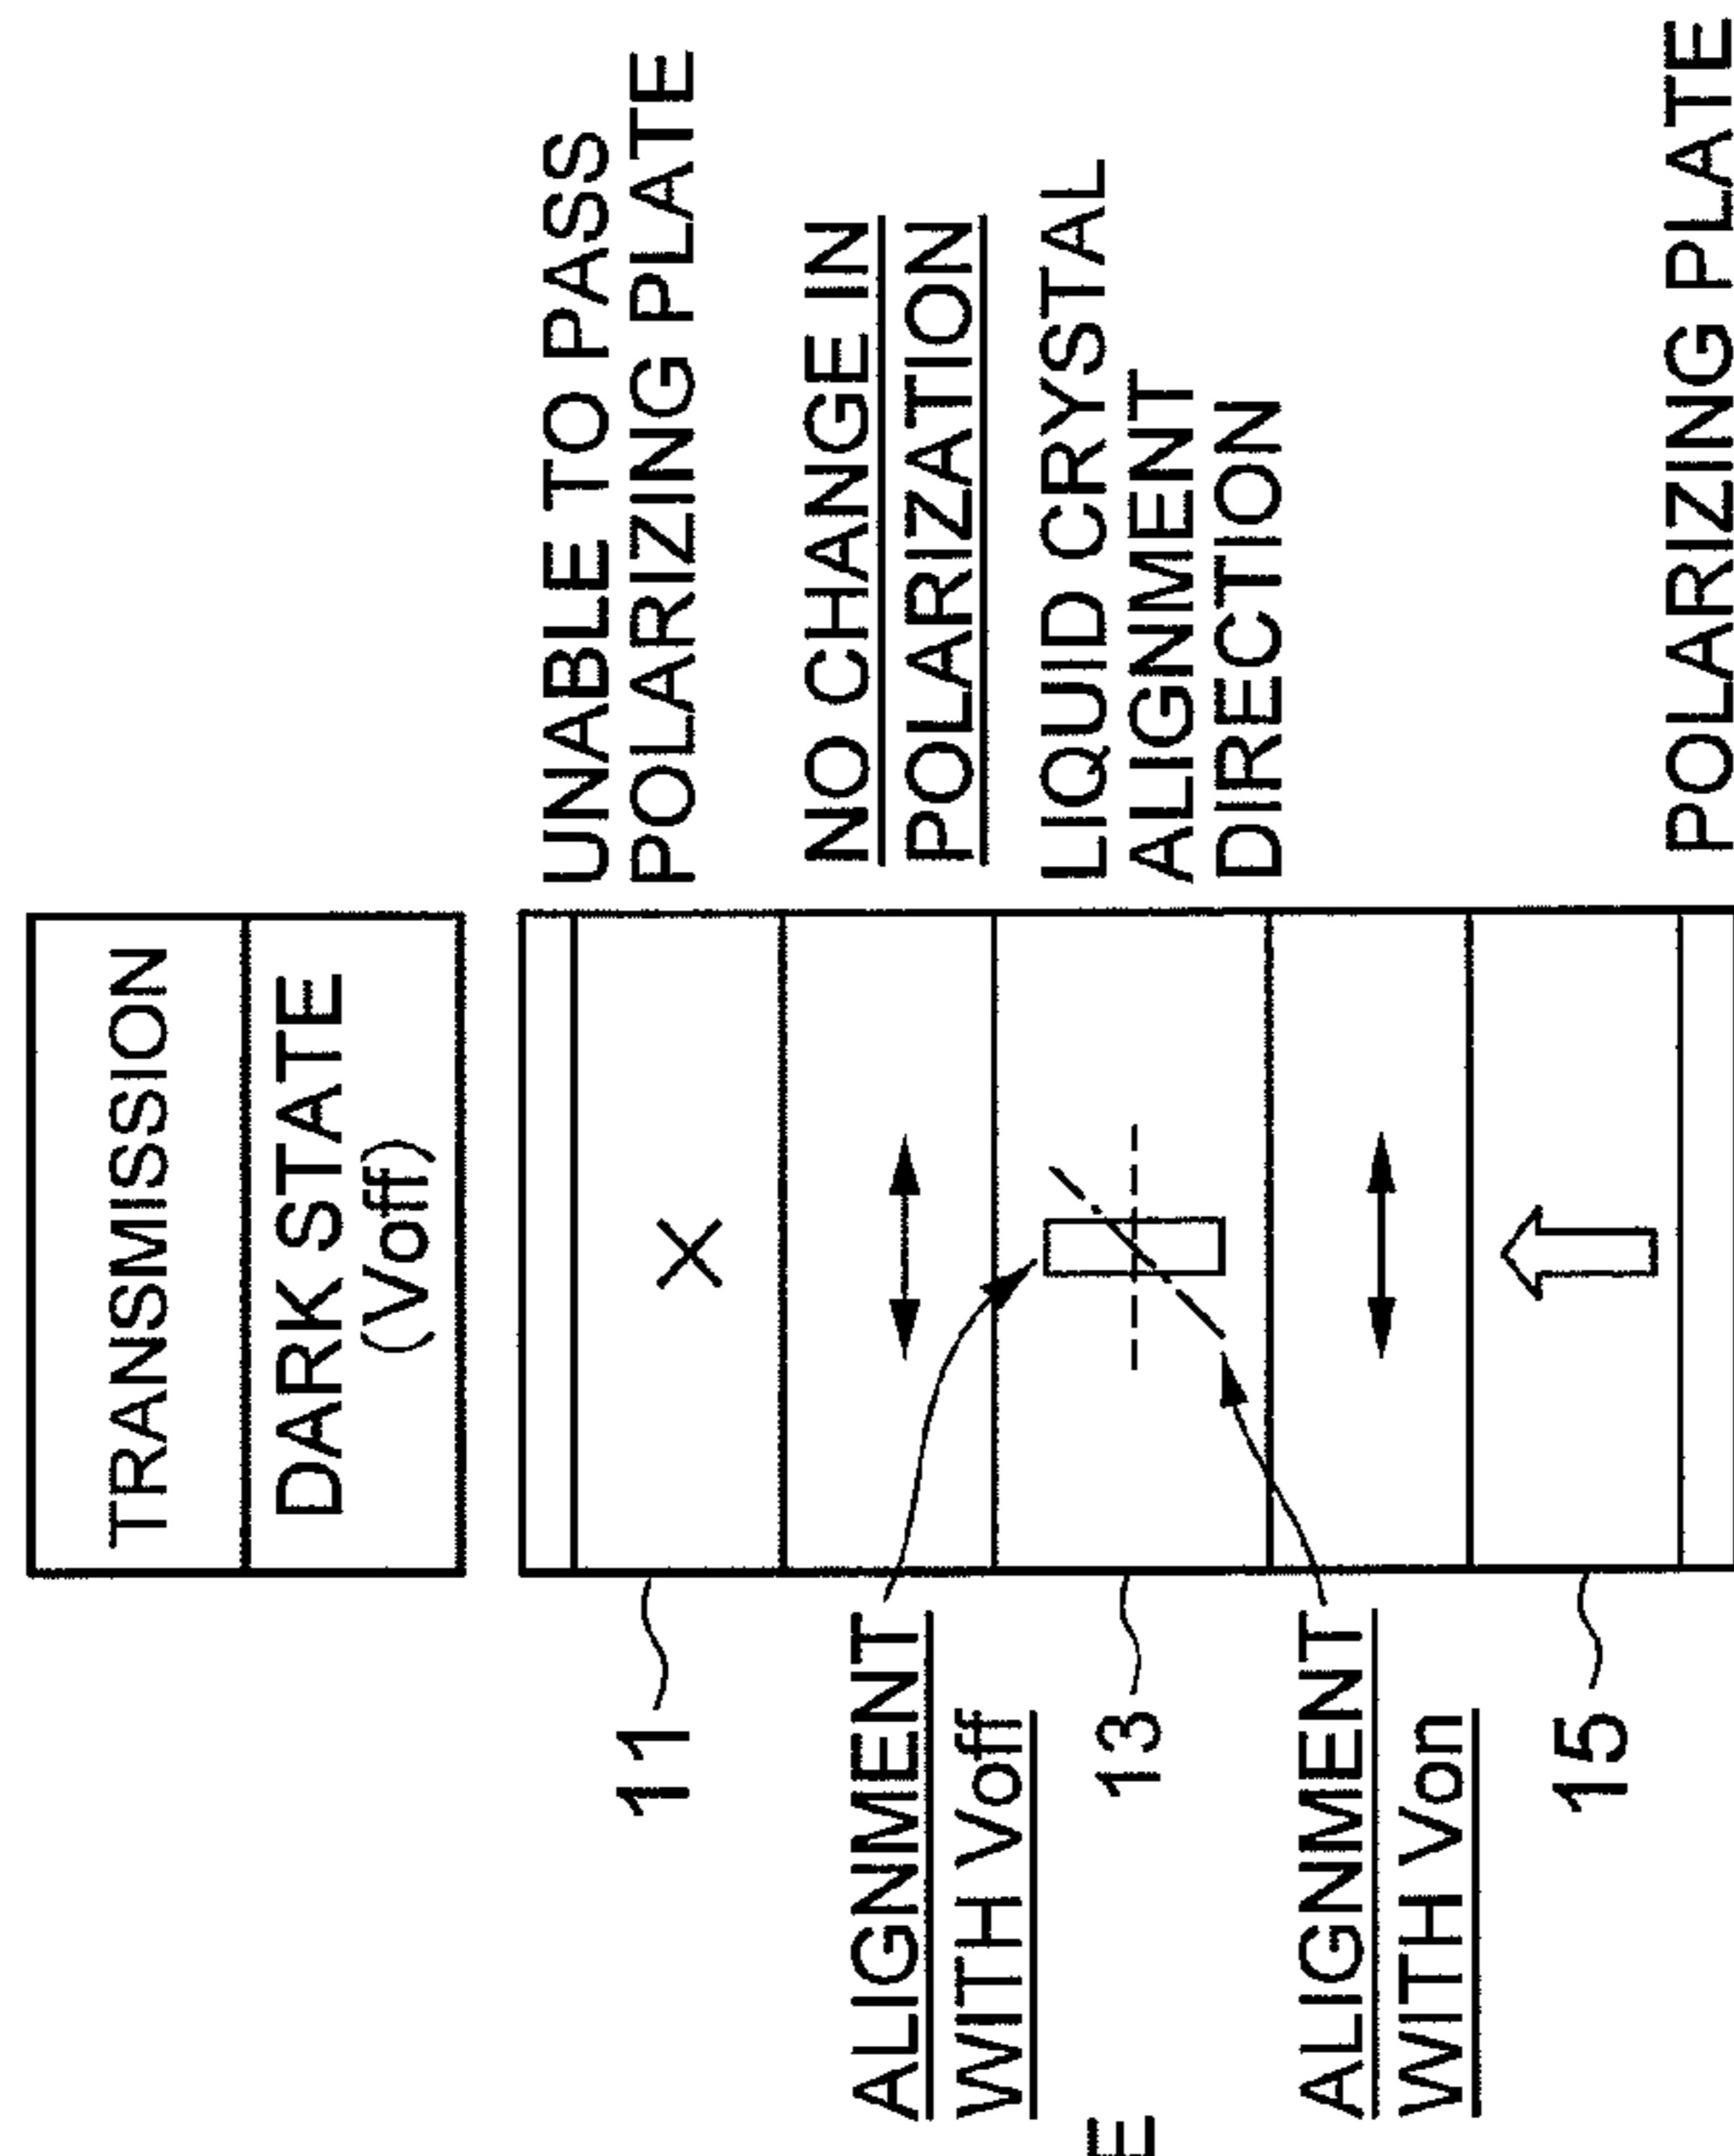 TRANSMISSION
DARK STATE
(Voff)
UNABLE TO PASS
POLARIZING PLATE
NO CHANGE IN
POLARIZATION
LIQUID CRYSTAL
ALIGNMENT
DIRECTION
POLARIZING PLATE
11
ALIGNMENT
WITH Voff
13
ALIGNMENT
WITH Von
15
E